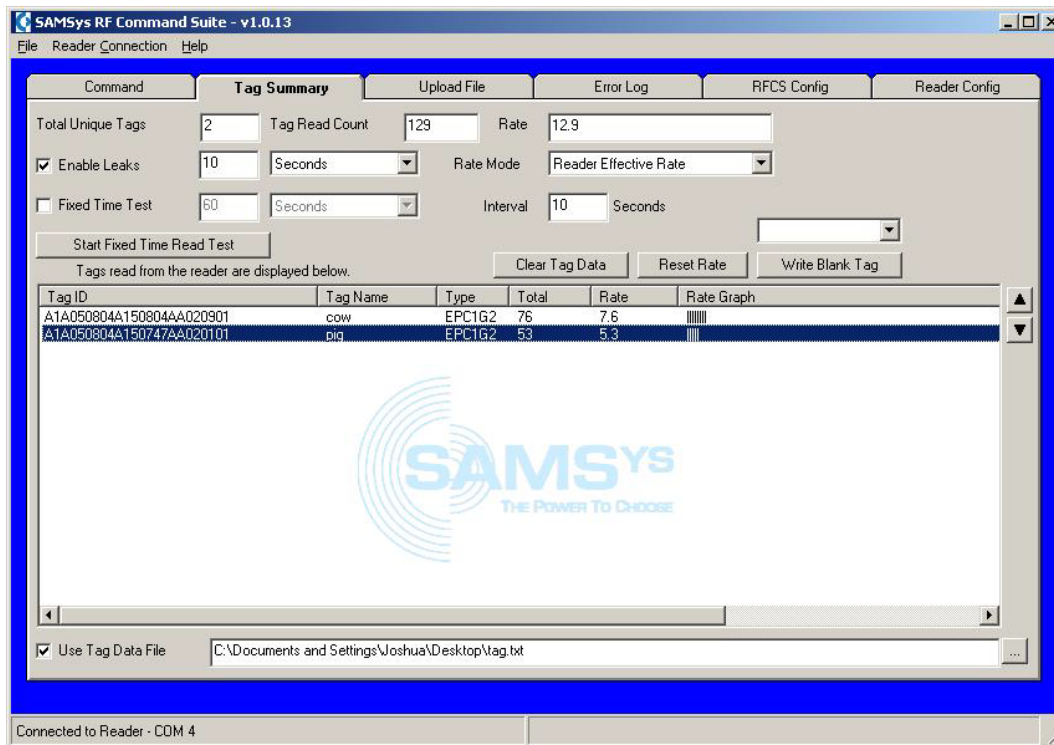 SAMSys RF Command Suite - v1.0.13
File Reader Connection Help
Command Tag Summary Upload File Error Log RFCS Config Reader Config
Total Unique Tags 2 Tag Read Count 129 Rate 12.9
Enable Leaks 10 Seconds Rate Mode Reader Effective Rate
Fixed Time Test 60 Seconds Interval 10 Seconds
Start Fixed Time Read Test
Clear Tag Data Reset Rate Write Blank Tag
Tags read from the reader are displayed below.
Tag ID Tag Name Type Total Rate Rate Graph
A1A050804A150804AA020901 cow EPC1G2 76 7.6 |||||||
A1A050804A150747AA020101 pig EPC1G2 53 5.3 |||||
SAMSYS
THE POWER TO CHOOSE
Use Tag Data File C:\Documents and Settings\Joshua\Desktop\tag.txt ...
Connected to Reader - COM 4